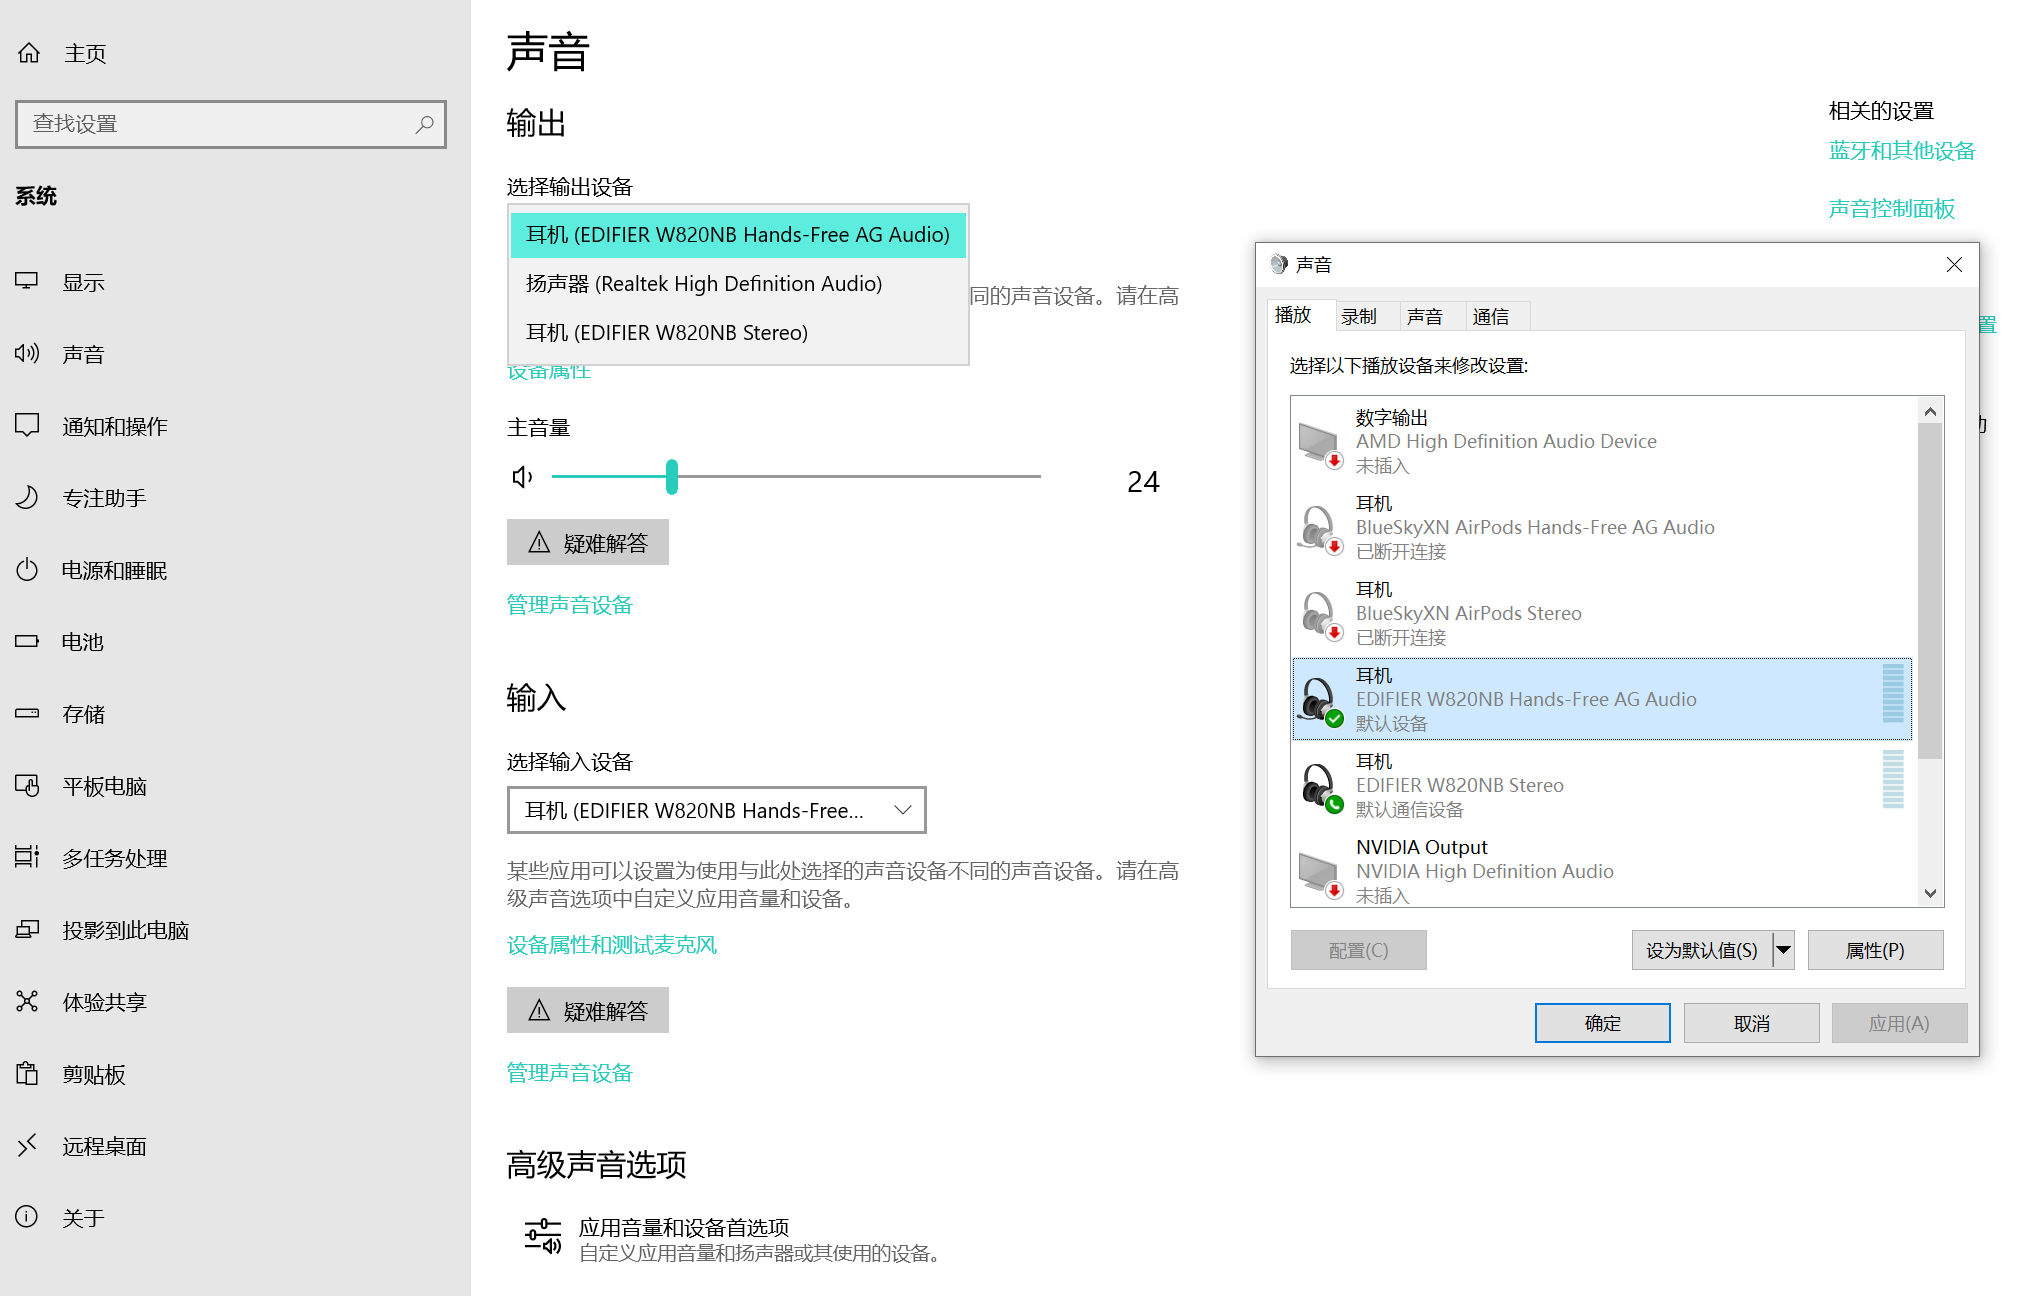 主页
查找设置
系统
显示
声音
通知和操作
专注助手
电源和睡眠
电池
存储
平板电脑
多任务处理
投影到此电脑
体验共享
剪贴板
远程桌面
关于
声音
输出
选择输出设备
耳机 (EDIFIER W820NB Hands-Free AG Audio)
扬声器 (Realtek High Definition Audio)
耳机 (EDIFIER W820NB Stereo)
同的声音设备。请在高
设备属性
主音量
24
疑难解答
管理声音设备
输入
选择输入设备
耳机 (EDIFIER W820NB Hands-Free...
某些应用可以设置为使用与此处选择的声音设备不同的声音设备。请在高
级声音选项中自定义应用音量和设备。
设备属性和测试麦克风
疑难解答
管理声音设备
高级声音选项
应用音量和设备首选项
自定义应用音量和扬声器或其使用的设备。
相关的设置
蓝牙和其他设备
声音控制面板
置
声音
播放 录制 声音 通信
选择以下播放设备来修改设置:
数字输出
AMD High Definition Audio Device
未插入
耳机
BlueSkyXN AirPods Hands-Free AG Audio
已断开连接
耳机
BlueSkyXN AirPods Stereo
已断开连接
耳机
EDIFIER W820NB Hands-Free AG Audio
默认设备
耳机
EDIFIER W820NB Stereo
默认通信设备
NVIDIA Output
NVIDIA High Definition Audio
未插入
配置(C) 设为默认值(S) 属性(P)
确定 取消 应用(A)